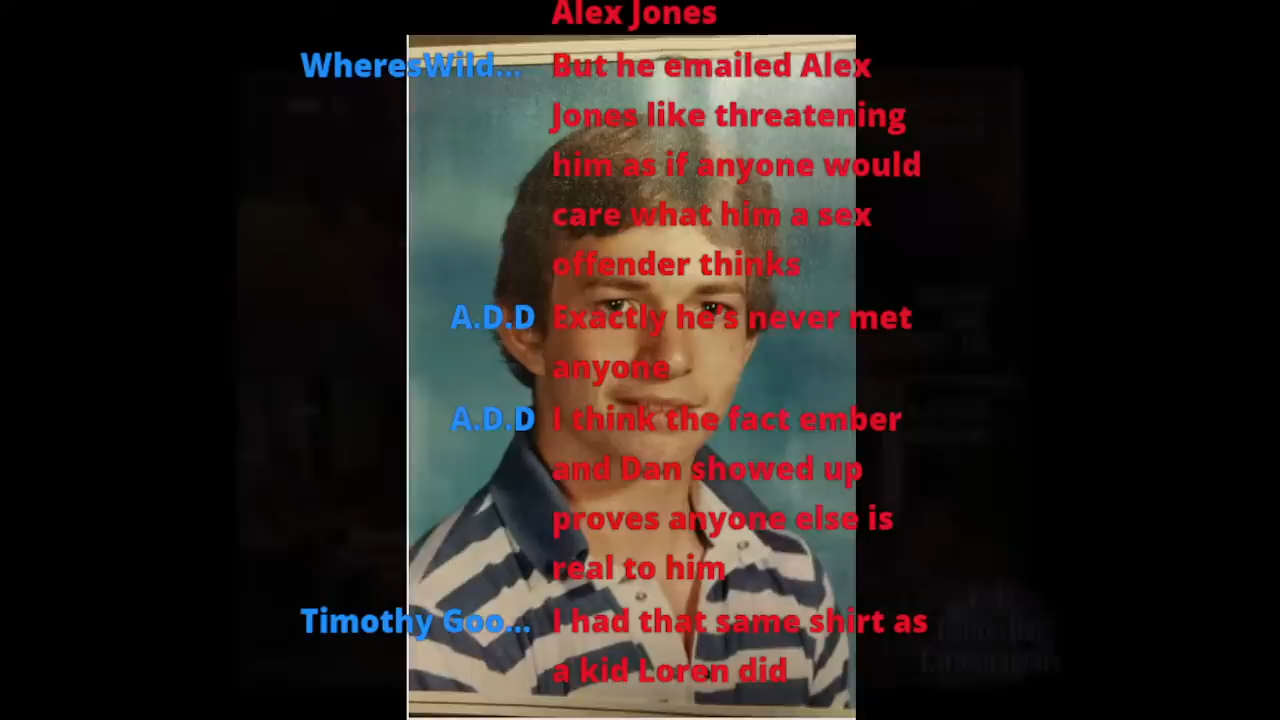 Alex Jones
WheresWild... But he emailed Alex
Jones like threatening
him as if anyone would
care what him a sex
offender thinks
A.D.D Exactly he's never met
anyone
A.D.D I think the fact ember
and Dan showed up
proves anyone else is
real to him
Timothy Goo... I had that same shirt as
a kid Loren did